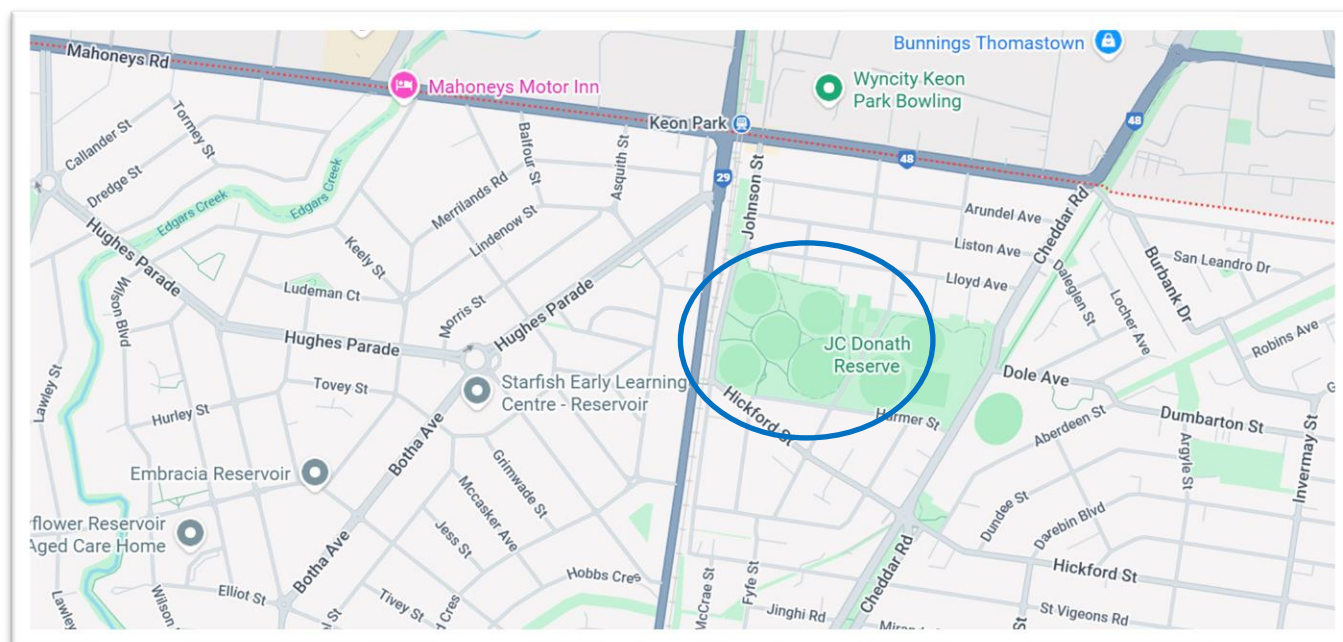 Mahoneys Rd
Bunnings Thomastown
Mahoneys Motor Inn
Wyncity Keon
Park Bowling
Keon Park
48
48
29
Callander St
Tormey St
Dredge St
Edgars Creek
Edgars Creek
Balfour St
Asquith St
Merrilands Rd
Lindenow St
Johnson St
Arundel Ave
Liston Ave
Lloyd Ave
Cheddar Rd
San Leandro Dr
Burbank Dr
Daleglen St
Locher Ave
Robins Ave
Hughes Parade
Wilson Blvd
Keely St
Ludeman Ct
Morris St
Hughes Parade
Hughes Parade
JC Donath
Reserve
Lawley St
Tovey St
Hurley St
Starfish Early Learning
Centre - Reservoir
Hickford St
Harmer St
Dole Ave
Dumbarton St
G
Aberdeen St
Argyle St
Invermay St
Botha Ave
Embracia Reservoir
Grimwade St
Mccasker Ave
Jess St
flower Reservoir
Aged Care Home
Dundee St
Darebin Blvd
Botha Ave
Hobbs Cres
Hickford St
Cheddar Rd
McCrae St
Fyfe St
Jinghi Rd
St Vigeons Rd
Elliot St
Tivey St
Lawley
Wilson